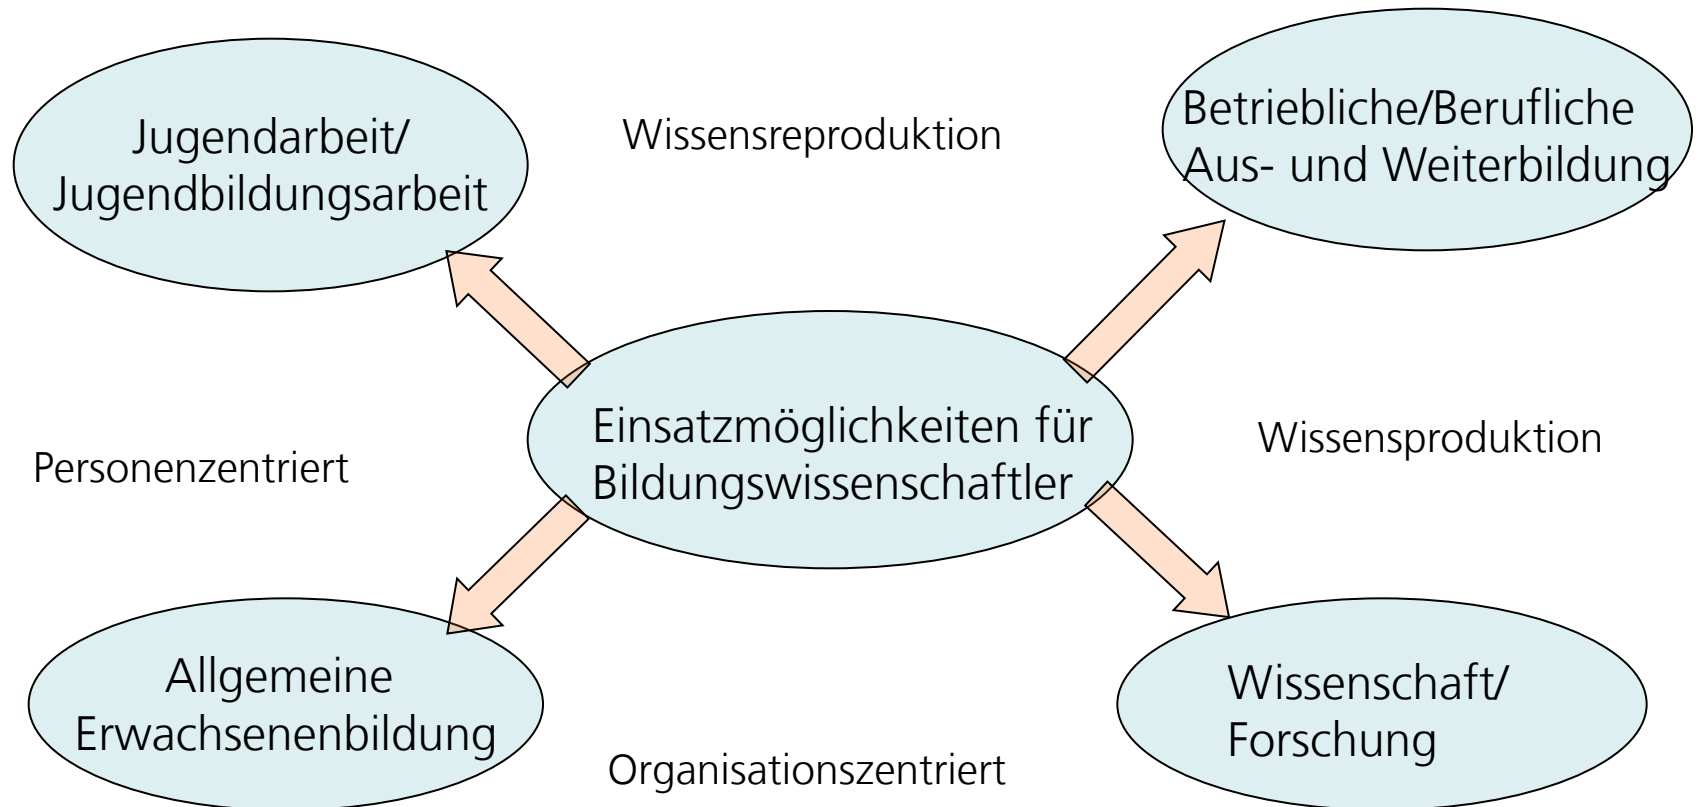 Jugendarbeit/
Jugendbildungsarbeit
Wissensreproduktion
Betriebliche/Berufliche
Aus- und Weiterbildung
Personenzentriert
Einsatzmöglichkeiten für
Bildungswissenschaftler
Wissensproduktion
Allgemeine
Erwachsenenbildung
Organisationszentriert
Wissenschaft/
Forschung